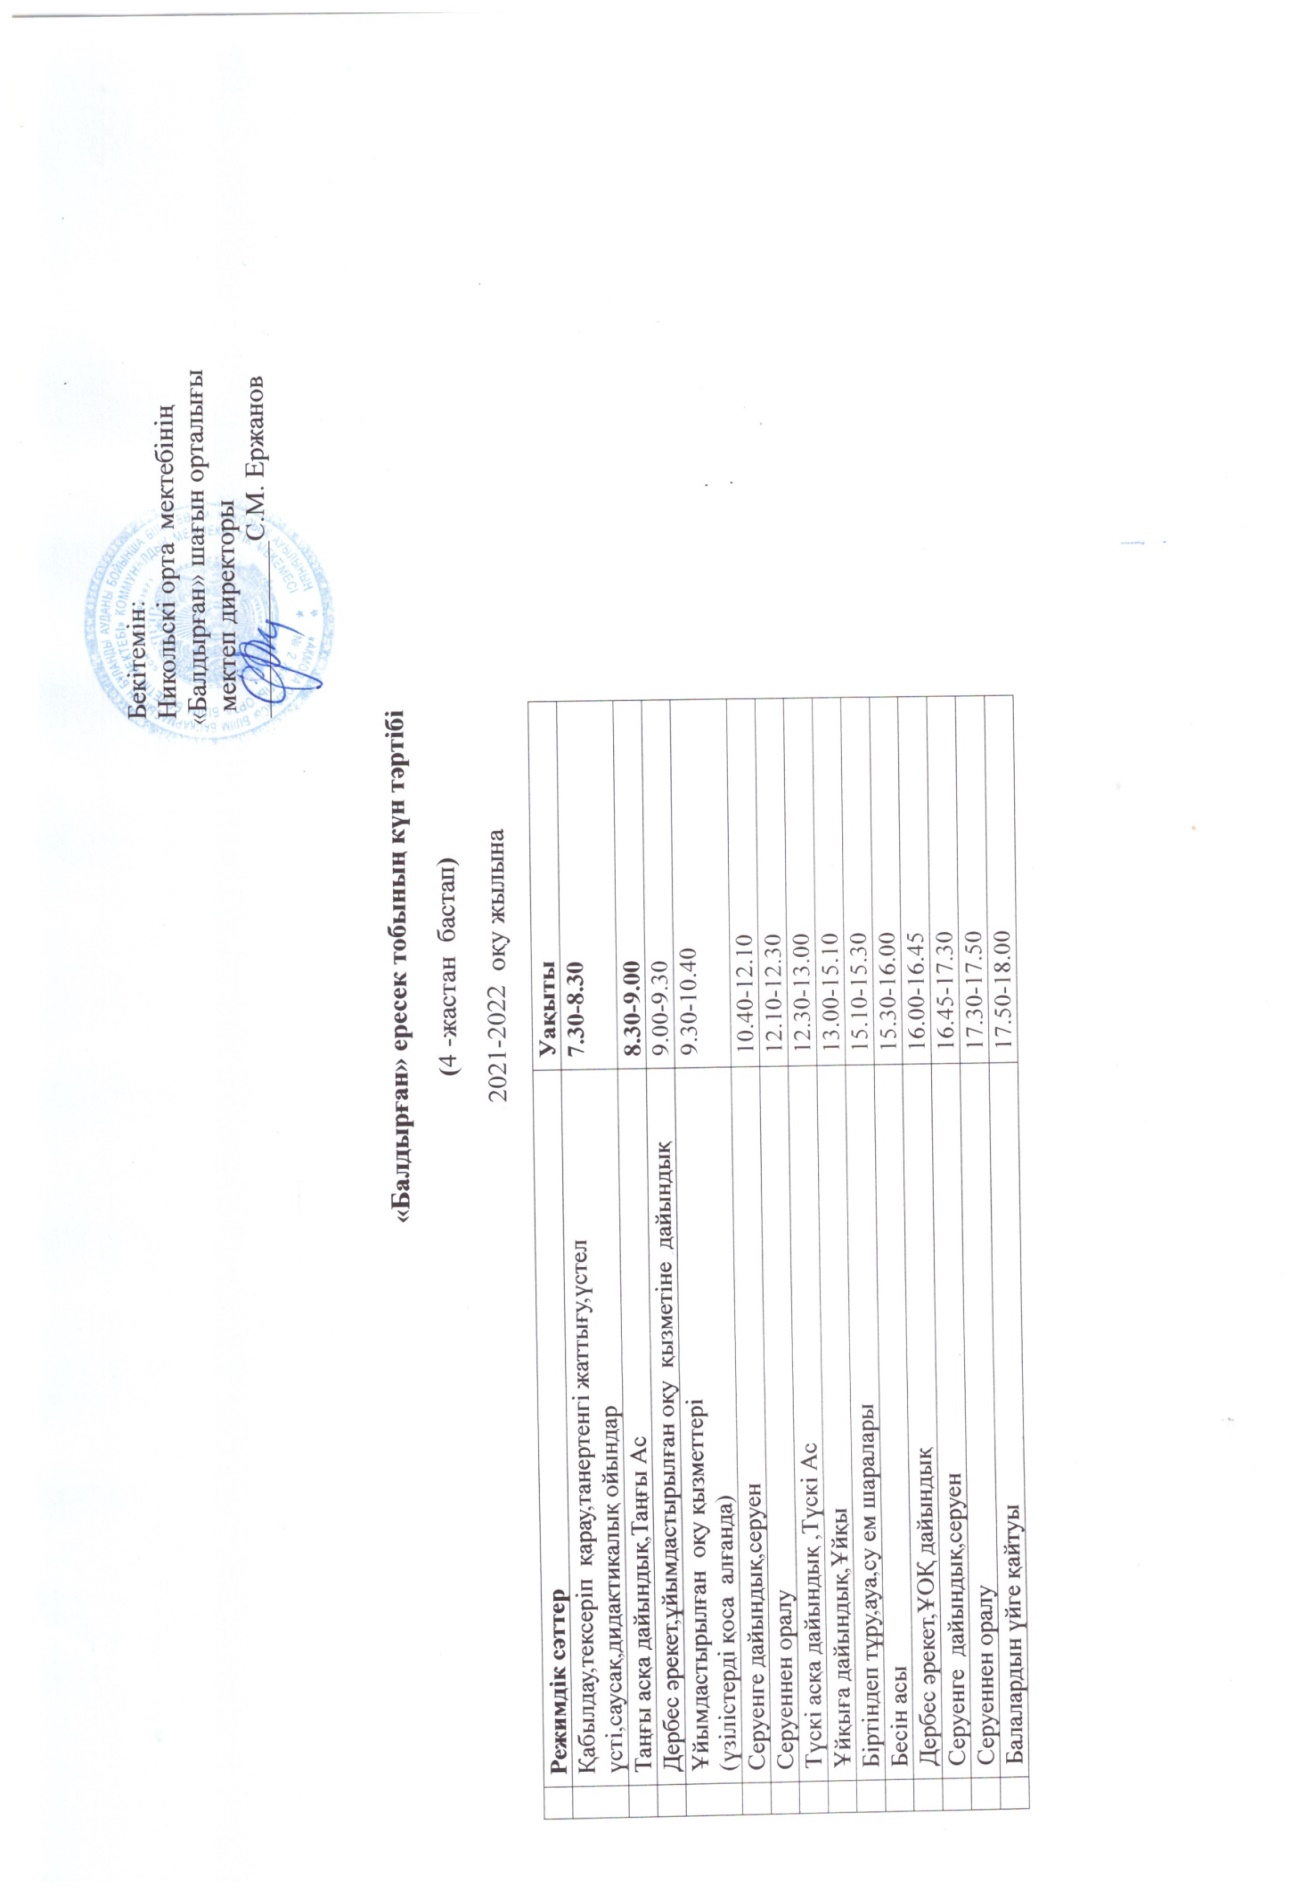 Бекітемін:
Никольскі орта мектебінің
«Балдырған» шағын орталығы
мектеп директоры
С.М. Ержанов
«Балдырған» ересек тобының күн тәртібі
(4 -жастан бастап)
2021-2022 оқу жылына
Режимдік сәттер Уақыты
Қабылдау,тексеріп қарау,танертенгі жаттығу,үстел 7.30-8.30
үсті,саусақ,дидактикалық ойындар
Таңғы асқа дайындық,Таңғы Ас 8.30-9.00
Дербес әрекет,ұйымдастырылған оқу қызметіне дайындық 9.00-9.30
Ұйымдастырылған оқу қызметтері 9.30-10.40
(үзілістерді қоса алғанда)
Серуенге дайындық,серуен 10.40-12.10
Серуеннен оралу 12.10-12.30
Түскі асқа дайындық ,Түскі Ас 12.30-13.00
Ұйқыға дайындық,Ұйқы 13.00-15.10
Біртіндеп тұру,ауа,су ем шаралары 15.10-15.30
Бесін асы 15.30-16.00
Дербес әрекет,ҰОҚ дайындық 16.00-16.45
Серуенге дайындық,серуен 16.45-17.30
Серуеннен оралу 17.30-17.50
Балалардын үйге қайтуы 17.50-18.00